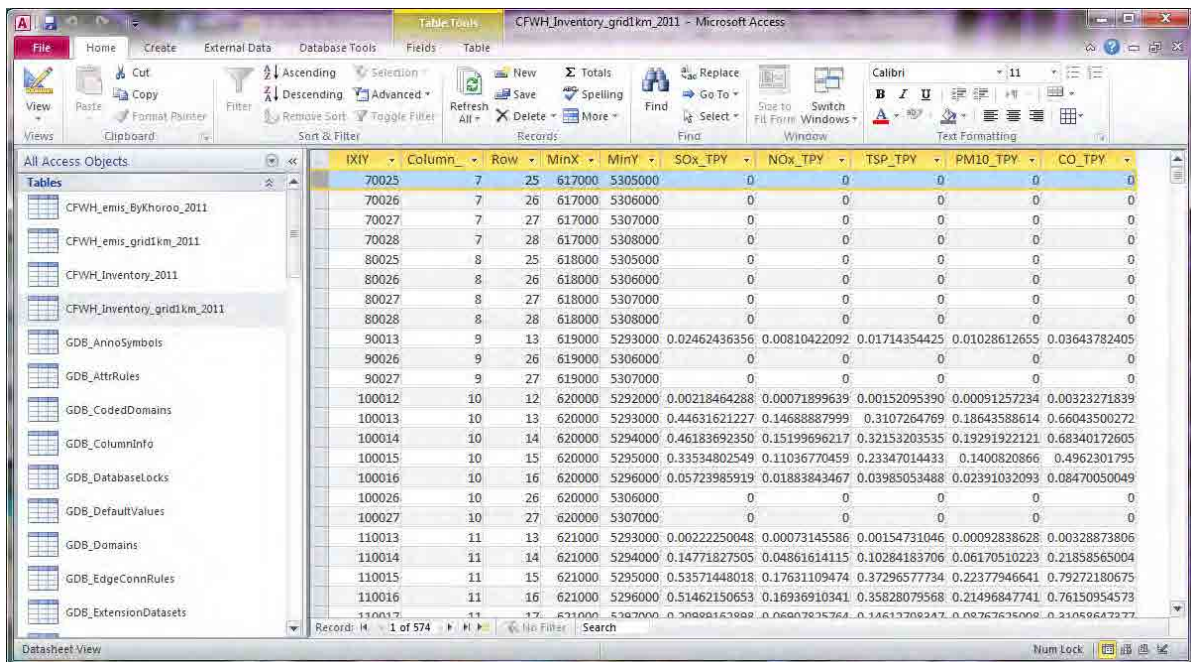 Table Tools CFWH_Inventory_grid1km_2011 - Microsoft Access
File Home Create External Data Database Tools Fields Table
View Paste Cut Copy Format Painter Filter Ascending Descending Remove Sort Selection Advanced Toggle Filter Refresh All New Save Delete Totals Spelling More Find Replace Go To Select Size to Fit Form Switch Windows Calibri 11 B I U
Views Clipboard Sort & Filter Records Find Window Text Formatting
All Access Objects
Tables
CFWH_emis_ByKhoroo_2011
CFWH_emis_grid1km_2011
CFWH_Inventory_2011
CFWH_Inventory_grid1km_2011
GDB_AnnoSymbols
GDB_AttrRules
GDB_CodedDomains
GDB_ColumnInfo
GDB_DatabaseLocks
GDB_DefaultValues
GDB_Domains
GDB_EdgeConnRules
GDB_ExtensionDatasets
IXIY Column_ Row MinX MinY SOx_TPY NOx_TPY TSP_TPY PM10_TPY CO_TPY
70025 7 25 617000 5305000 0 0 0 0 0
70026 7 26 617000 5306000 0 0 0 0 0
70027 7 27 617000 5307000 0 0 0 0 0
70028 7 28 617000 5308000 0 0 0 0 0
80025 8 25 618000 5305000 0 0 0 0 0
80026 8 26 618000 5306000 0 0 0 0 0
80027 8 27 618000 5307000 0 0 0 0 0
80028 8 28 618000 5308000 0 0 0 0 0
90013 9 13 619000 5293000 0.02462436356 0.00810422092 0.01714354425 0.01028612655 0.03643782405
90026 9 26 619000 5306000 0 0 0 0 0
90027 9 27 619000 5307000 0 0 0 0 0
100012 10 12 620000 5292000 0.00218464288 0.00071899639 0.00152095390 0.00091257234 0.00323271839
100013 10 13 620000 5293000 0.44631621227 0.14688787999 0.3107264769 0.18643588614 0.66043500272
100014 10 14 620000 5294000 0.46183692350 0.15199696217 0.32153203535 0.19291922121 0.68340172605
100015 10 15 620000 5295000 0.33534802549 0.11036770459 0.23347014433 0.1400820866 0.4962301795
100016 10 16 620000 5296000 0.05723985919 0.01883843467 0.03985053488 0.02391032093 0.08470050049
100026 10 26 620000 5306000 0 0 0 0 0
100027 10 27 620000 5307000 0 0 0 0 0
110013 11 13 621000 5293000 0.00222250048 0.00073145586 0.00154731046 0.00092838628 0.00328873806
110014 11 14 621000 5294000 0.14771827505 0.04861614115 0.10284183706 0.06170510223 0.21858565004
110015 11 15 621000 5295000 0.53571448018 0.17631109474 0.37296577734 0.22377946641 0.79272180675
110016 11 16 621000 5296000 0.51462150653 0.16936910341 0.35828079568 0.21496847741 0.76150954573
110017 11 17 621000 5297000
Record: 1 of 574 No Filter Search
Datasheet View Num Lock